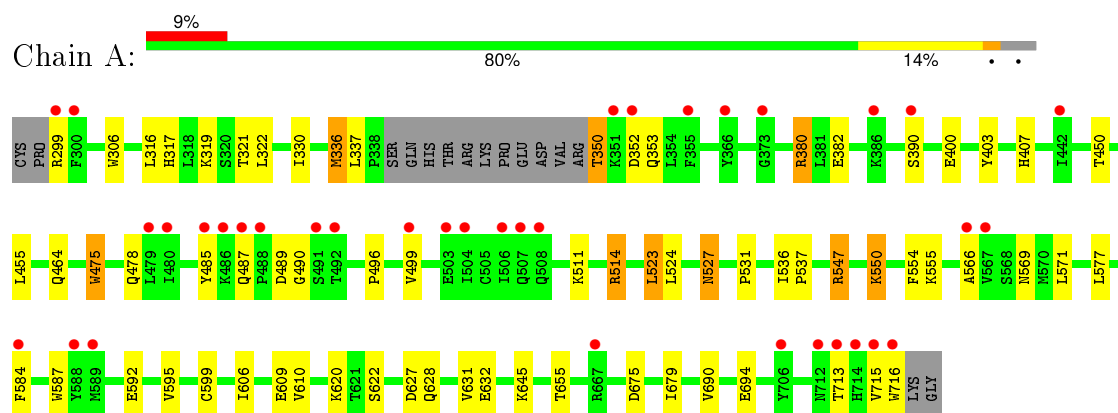 9%
Chain A:
80% 14% • •
CYS PRO R299 F300 W306 L316 H317 L318 K319 S320 T321 L322 I330 N336 L337 P338 SER GLN HIS THR ARG LYS PRO GLU ASP VAL ARG T350 K351 D352 Q353 L354 F355 Y366 G373 R380 L381 E382 K386 S390 E400 Y403 H407 I442 T450
L455 Q464 W475 Q478 L479 I480 Y485 K486 Q487 P488 D489 G490 S491 T492 P496 V499 E503 I504 C505 I506 Q507 Q508 K511 R514 L523 L524 N527 P531 I536 P537 R547 K550 F554 K555 A566 V567 S568 N569 M570 L571 L577
F584 W587 Y588 M589 E592 V595 C599 I606 E609 V610 K620 T621 S622 D627 Q628 V631 E632 K645 T655 R667 D675 I679 V690 E694 Y706 N712 T713 H714 V715 W716 LYS GLY